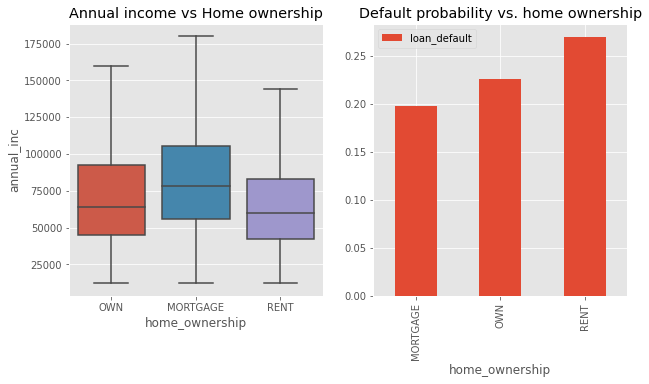 Annual income vs Home ownership
175000
150000
125000
100000
75000
50000
25000
annual_inc
OWN
MORTGAGE
RENT
home_ownership
Default probability vs. home ownership
loan_default
0.25
0.20
0.15
0.10
0.05
0.00
MORTGAGE
OWN
RENT
home_ownership